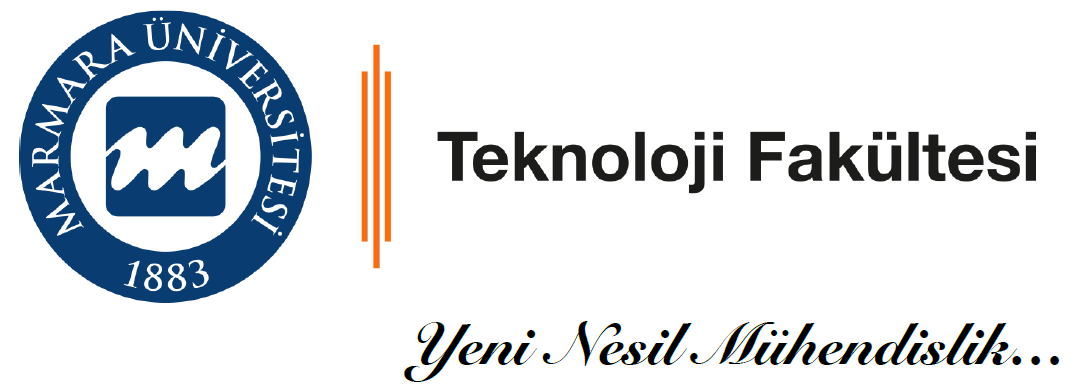 MARMARA ÜNİVERSİTESİ
1883
Teknoloji Fakültesi
Yeni Nesil Mühendislik...